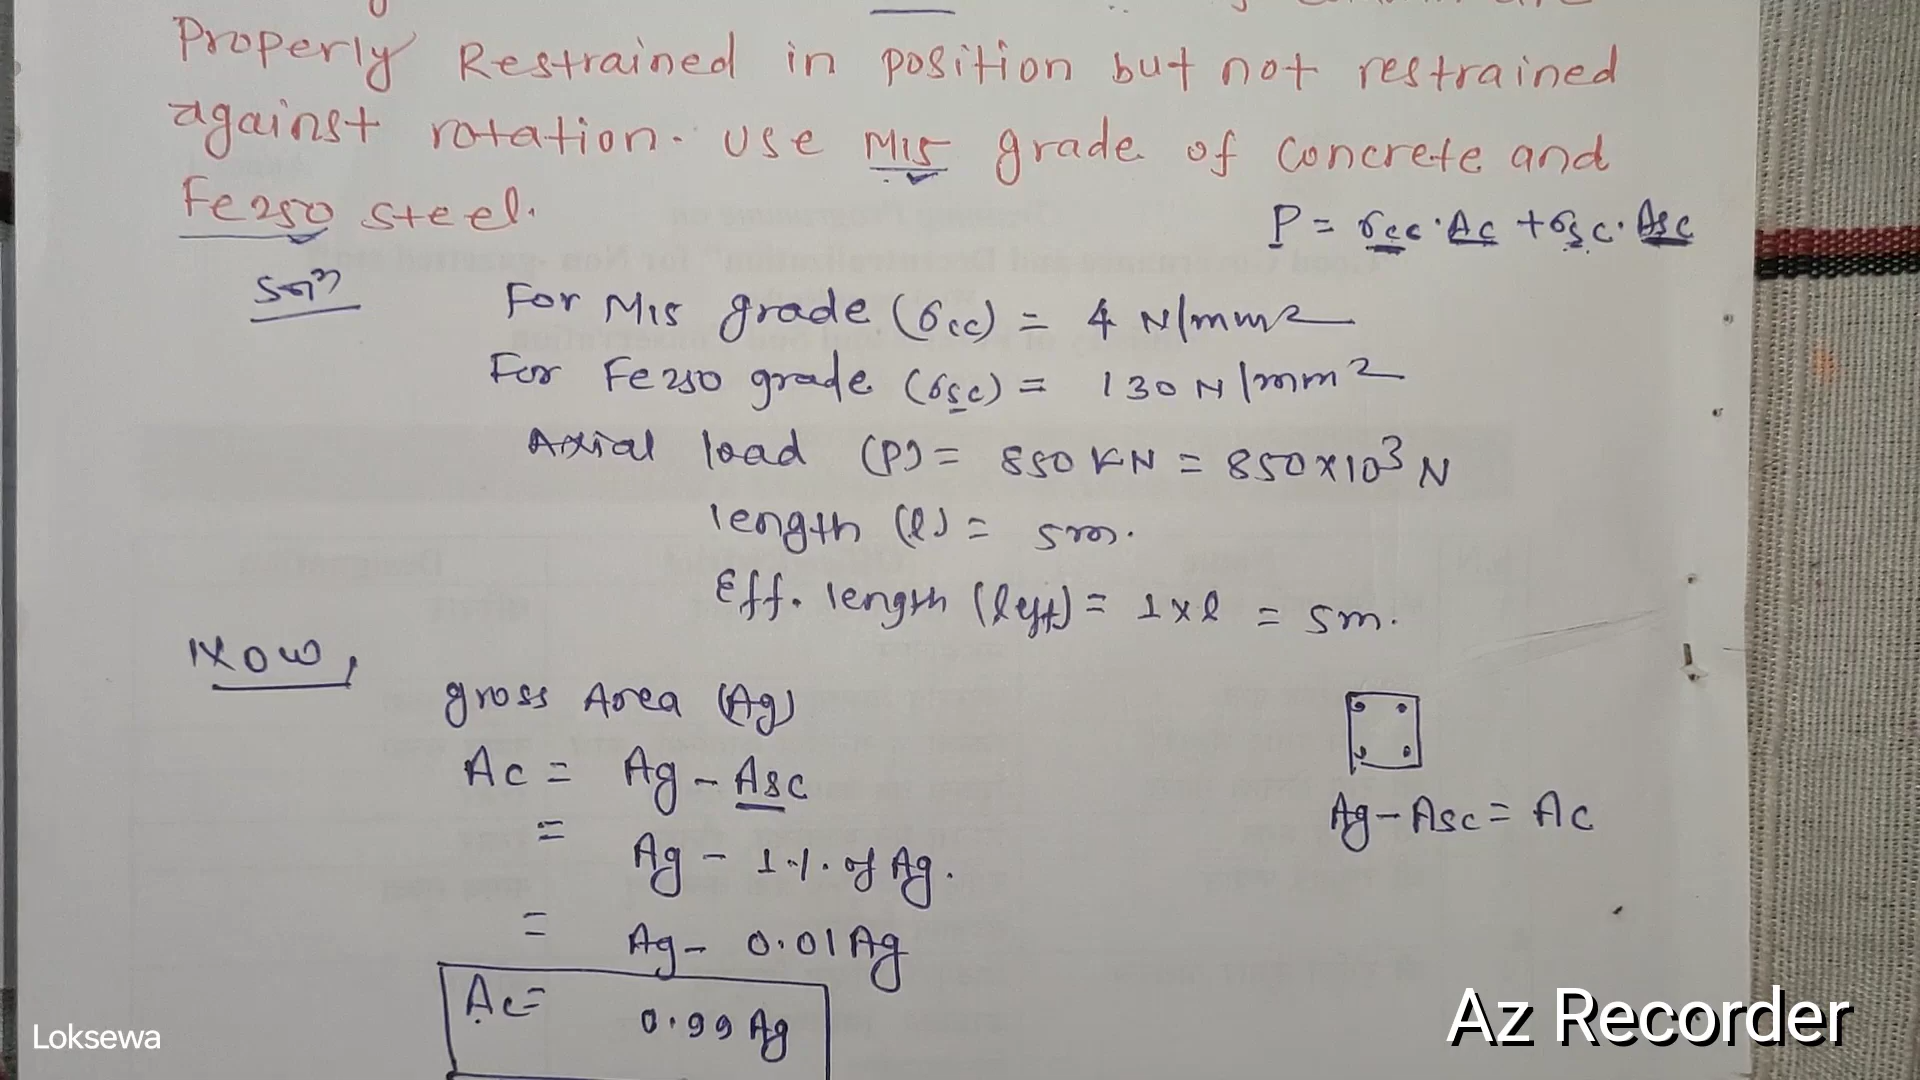 Properly Restrained in position but not restrained
against rotation. Use M15 grade of concrete and
Fe250 steel.
P = σcc·Ac + σsc·Asc
Solⁿ
For M15 grade (σcc) = 4 N/mm2
For Fe250 grade (σsc) = 130 N/mm2
Axial load (P) = 850 KN = 850×10³ N
length (l) = 5m.
Eff. length (leff) = 1×l = 5m.
Now,
gross Area (Ag)
Ac = Ag - Asc
= Ag - 1% of Ag.
= Ag - 0.01Ag
Ac = 0.99 Ag
Ag - Asc = Ac
Loksewa
Az Recorder